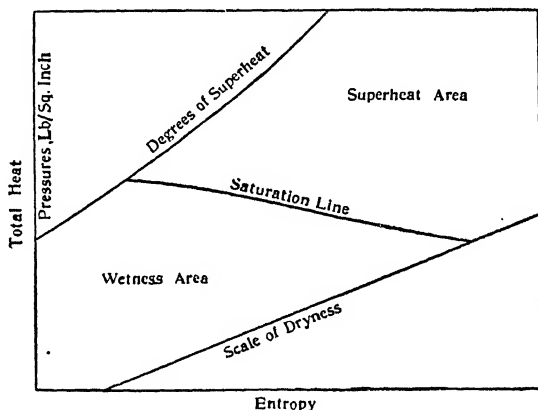 Total Heat
Pressures, Lb/Sq. Inch
Degrees of Superheat
Superheat Area
Saturation Line
Wetness Area
Scale of Dryness
Entropy